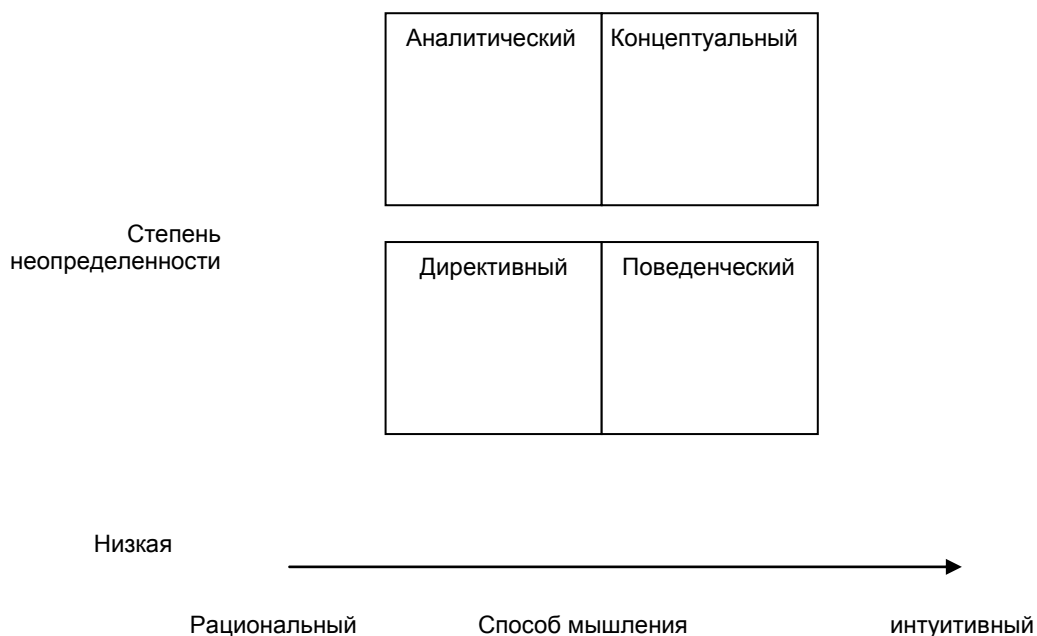 Аналитический Концептуальный
Степень
неопределенности
Директивный Поведенческий
Низкая
Рациональный Способ мышления интуитивный